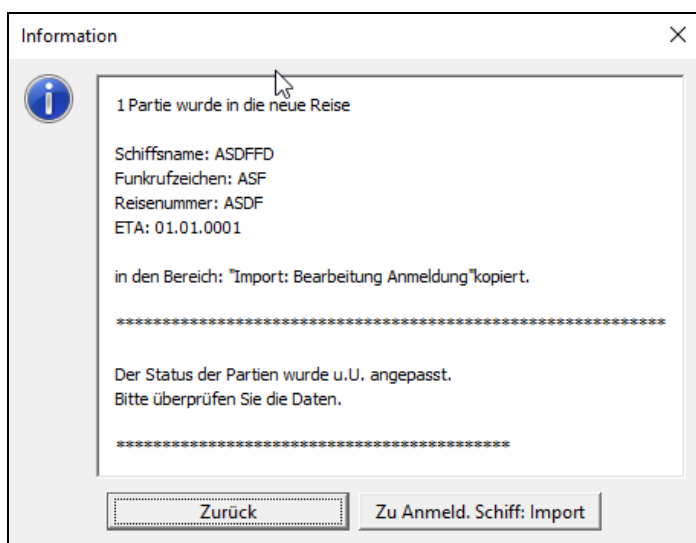 Information
1 Partie wurde in die neue Reise
Schiffsname: ASDFFD
Funkrufzeichen: ASF
Reisenummer: ASDF
ETA: 01.01.0001
in den Bereich: "Import: Bearbeitung Anmeldung"kopiert.
************************************************************
Der Status der Partien wurde u.U. angepasst.
Bitte überprüfen Sie die Daten.
*******************************************
Zurück
Zu Anmeld. Schiff: Import